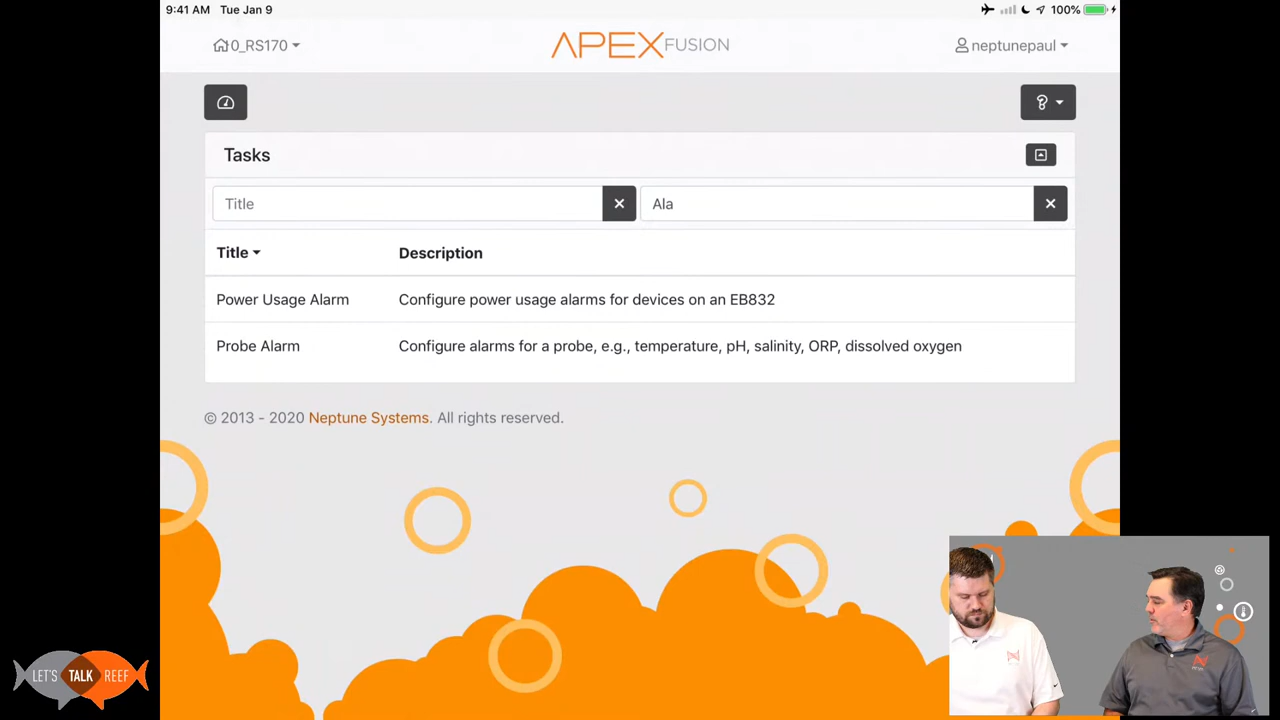 9:41 AM Tue Jan 9
100%
0_RS170
APEX FUSION
neptunepaul
Tasks
Title
Ala
Title
Description
Power Usage Alarm
Configure power usage alarms for devices on an EB832
Probe Alarm
Configure alarms for a probe, e.g., temperature, pH, salinity, ORP, dissolved oxygen
© 2013 - 2020 Neptune Systems. All rights reserved.
LET'S TALK REEF